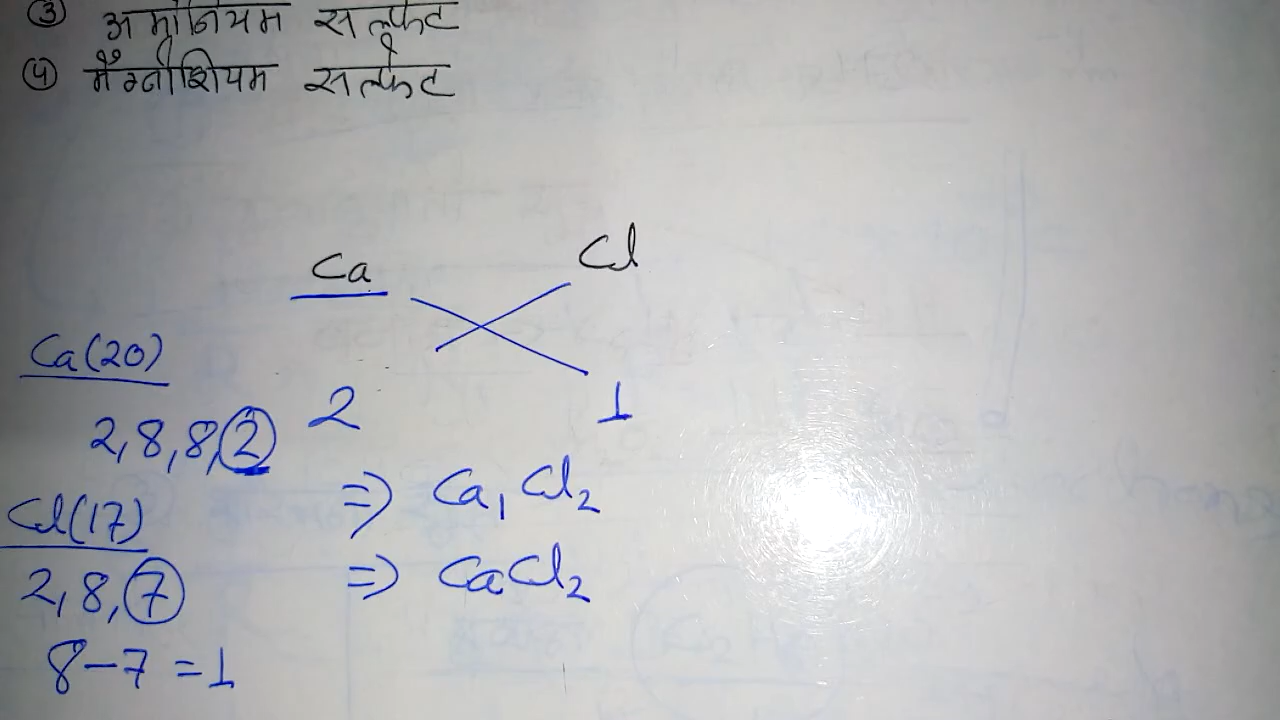 ③ अमोनियम सल्फेट
④ मैग्नीशियम सल्फेट
Ca Cl
Ca(20)
2,8,8,2
2 1
Cl(17)
⇒ Ca₁Cl₂
2,8,7
⇒ CaCl₂
8-7=1